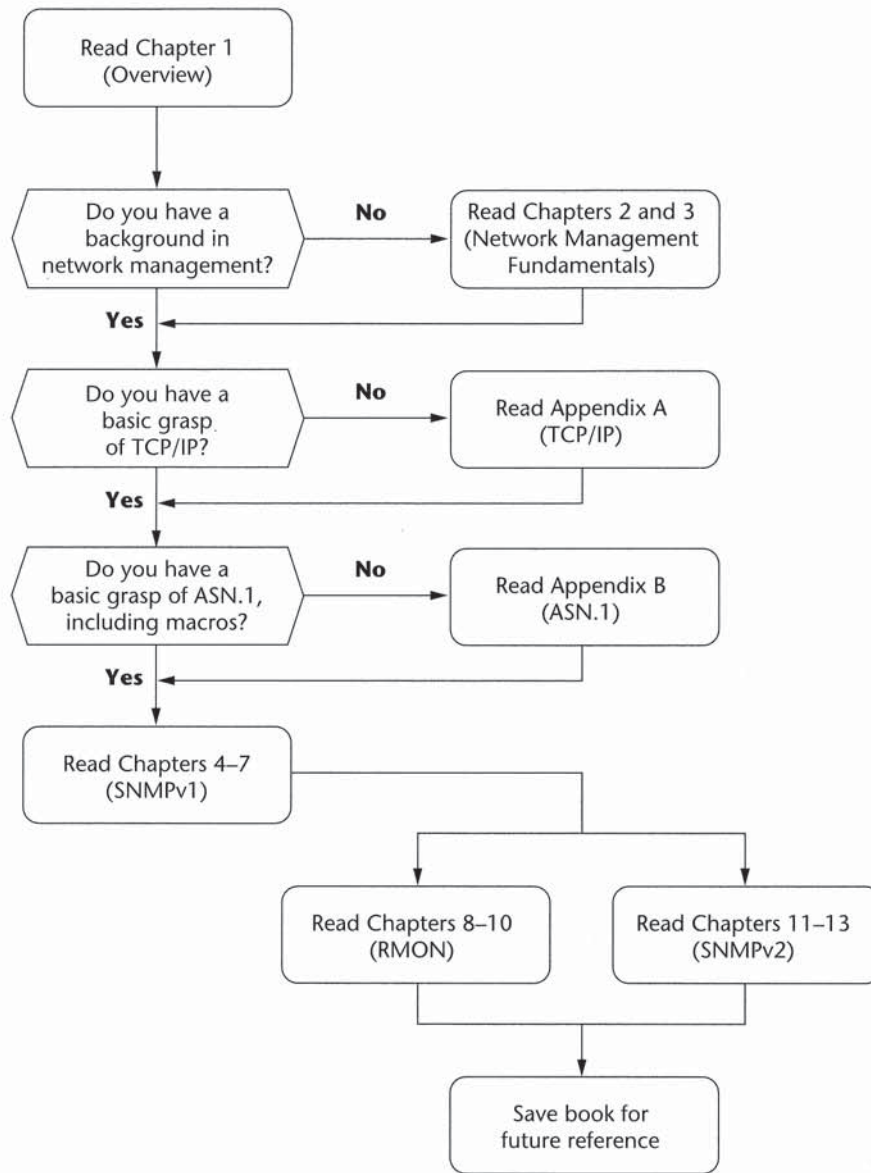 Read Chapter 1
(Overview)
Do you have a
background in
network management?
No
Read Chapters 2 and 3
(Network Management
Fundamentals)
Yes
Do you have a
basic grasp
of TCP/IP?
No
Read Appendix A
(TCP/IP)
Yes
Do you have a
basic grasp of ASN.1,
including macros?
No
Read Appendix B
(ASN.1)
Yes
Read Chapters 4–7
(SNMPv1)
Read Chapters 8–10
(RMON)
Read Chapters 11–13
(SNMPv2)
Save book for
future reference